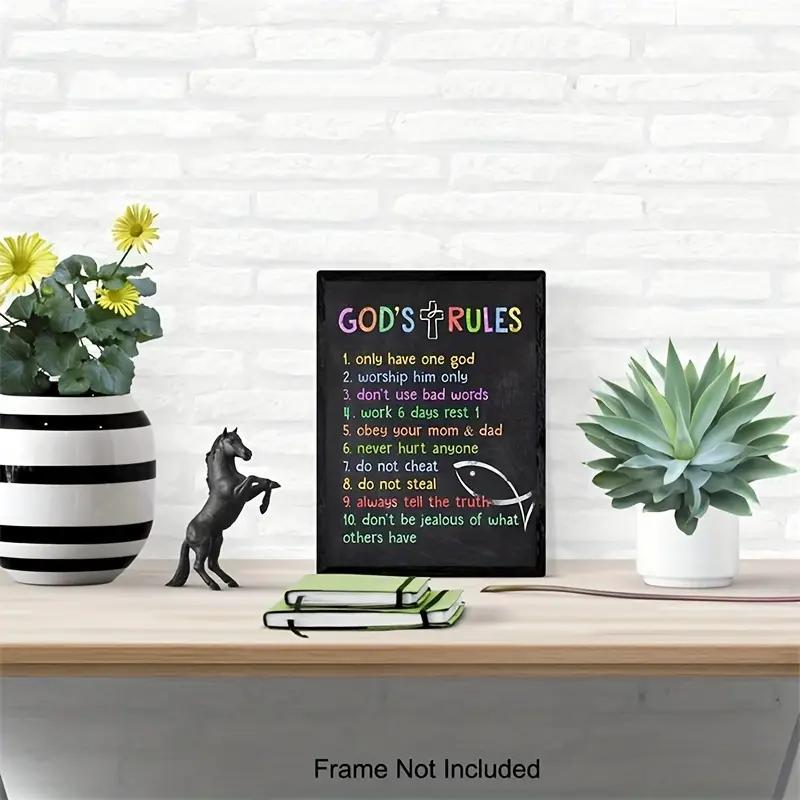 GOD'S RULES
1. only have one god
2. worship him only
3. don't use bad words
4. work 6 days rest 1
5. obey your mom & dad
6. never hurt anyone
7. do not cheat
8. do not steal
9. always tell the truth
10. don't be jealous of what
others have
Frame Not Included